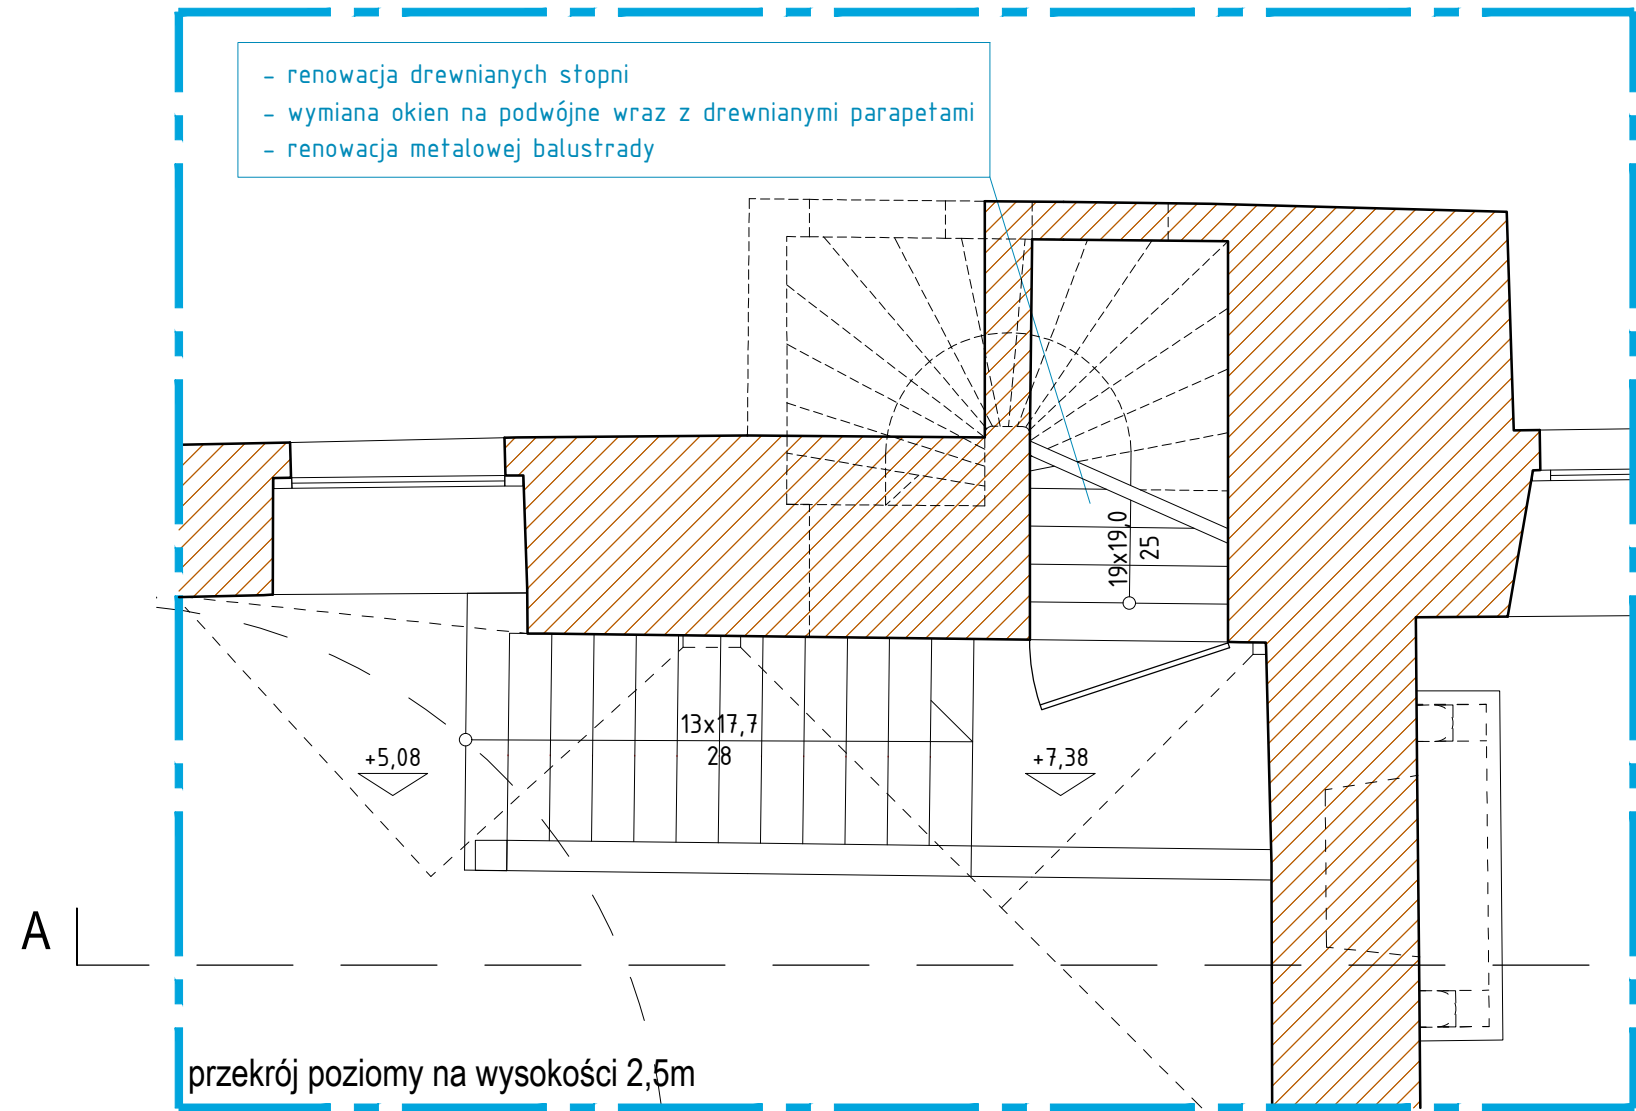 - renowacja drewnianych stopni
- wymiana okien na podwójne wraz z drewnianymi parapetami
- renowacja metalowej balustrady
19x19,0
25
13x17,7
28
+5,08
+7,38
A
przekrój poziomy na wysokości 2,5m